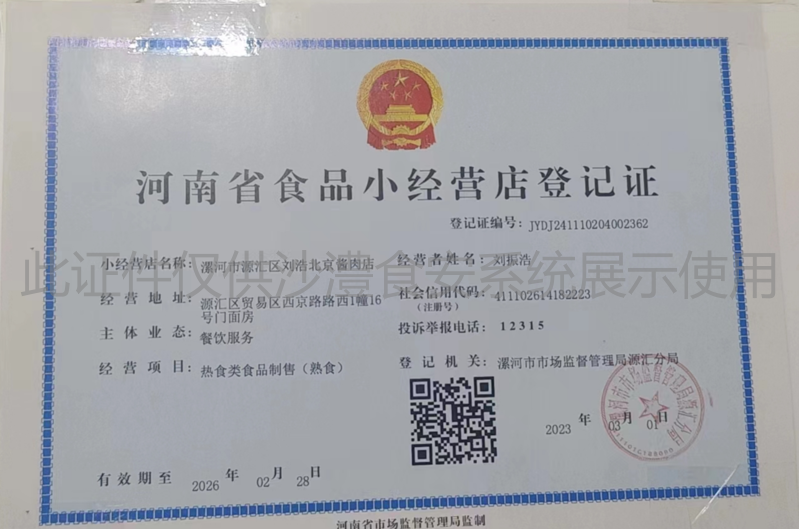 河南省食品小经营店登记证
登记证编号：JYDJ241110204002362
小经营店名称：漯河市源汇区刘浩北京酱肉店
经营者姓名：刘振浩
此证件仅供沙澧食安系统展示使用
经营地址：源汇区贸易区西京路路西1幢16
号门面房
社会信用代码：411102614182223
（注册号）
主体业态：餐饮服务
投诉举报电话：12315
经营项目：热食类食品制售（熟食）
登记机关：漯河市市场监督管理局源汇分局
2023 年 03 月 01 日
有效期至 2026 年 02 月 28 日
河南省市场监督管理局监制